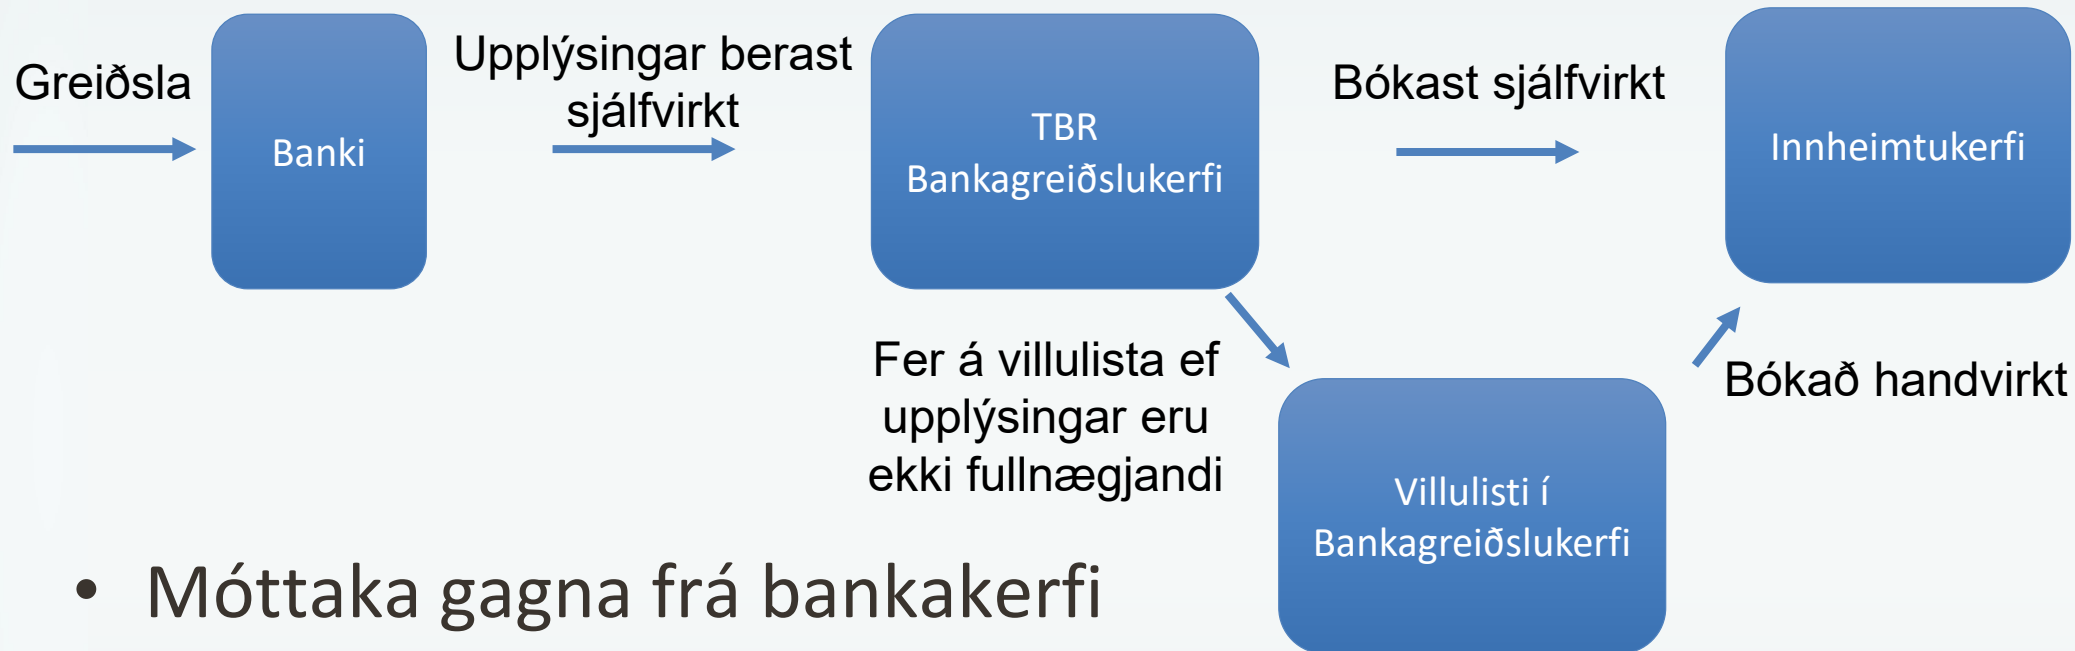 Greiðsla
Banki
Upplýsingar berast
sjálfvirkt
TBR
Bankagreiðslukerfi
Bókast sjálfvirkt
Innheimtukerfi
Fer á villulista ef
upplýsingar eru
ekki fullnægjandi
Villulisti í
Bankagreiðslukerfi
Bókað handvirkt
• Móttaka gagna frá bankakerfi